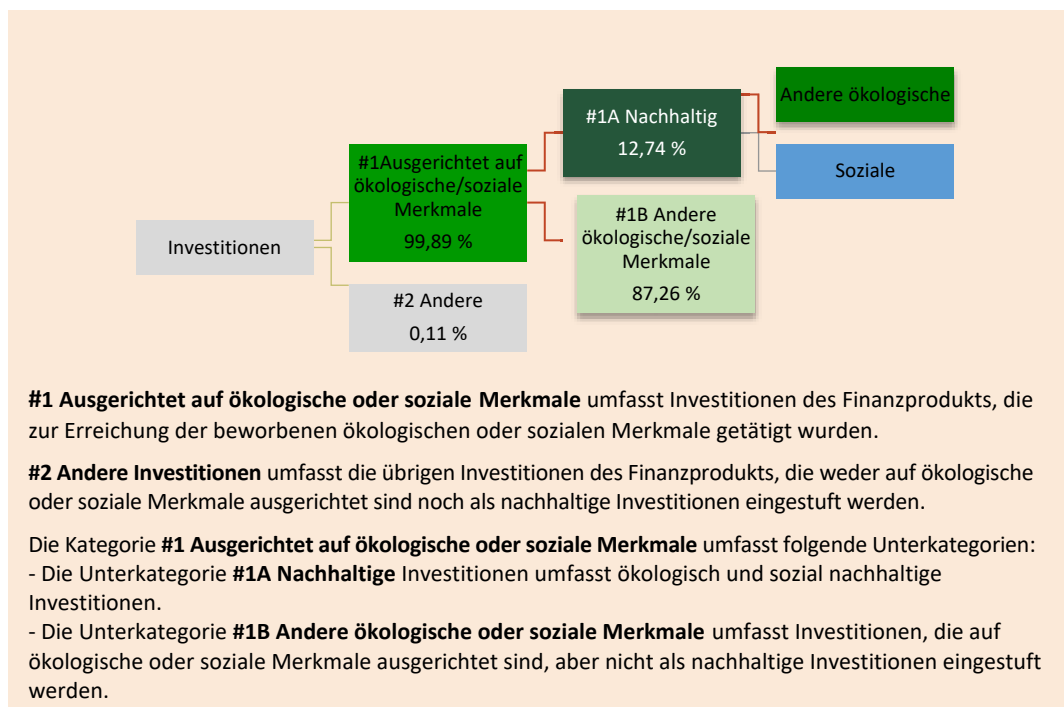 Investitionen
#1Ausgerichtet auf
ökologische/soziale
Merkmale
99,89 %
#2 Andere
0,11 %
#1A Nachhaltig
12,74 %
#1B Andere
ökologische/soziale
Merkmale
87,26 %
Andere ökologische
Soziale
#1 Ausgerichtet auf ökologische oder soziale Merkmale umfasst Investitionen des Finanzprodukts, die
zur Erreichung der beworbenen ökologischen oder sozialen Merkmale getätigt wurden.
#2 Andere Investitionen umfasst die übrigen Investitionen des Finanzprodukts, die weder auf ökologische
oder soziale Merkmale ausgerichtet sind noch als nachhaltige Investitionen eingestuft werden.
Die Kategorie #1 Ausgerichtet auf ökologische oder soziale Merkmale umfasst folgende Unterkategorien:
- Die Unterkategorie #1A Nachhaltige Investitionen umfasst ökologisch und sozial nachhaltige
Investitionen.
- Die Unterkategorie #1B Andere ökologische oder soziale Merkmale umfasst Investitionen, die auf
ökologische oder soziale Merkmale ausgerichtet sind, aber nicht als nachhaltige Investitionen eingestuft
werden.